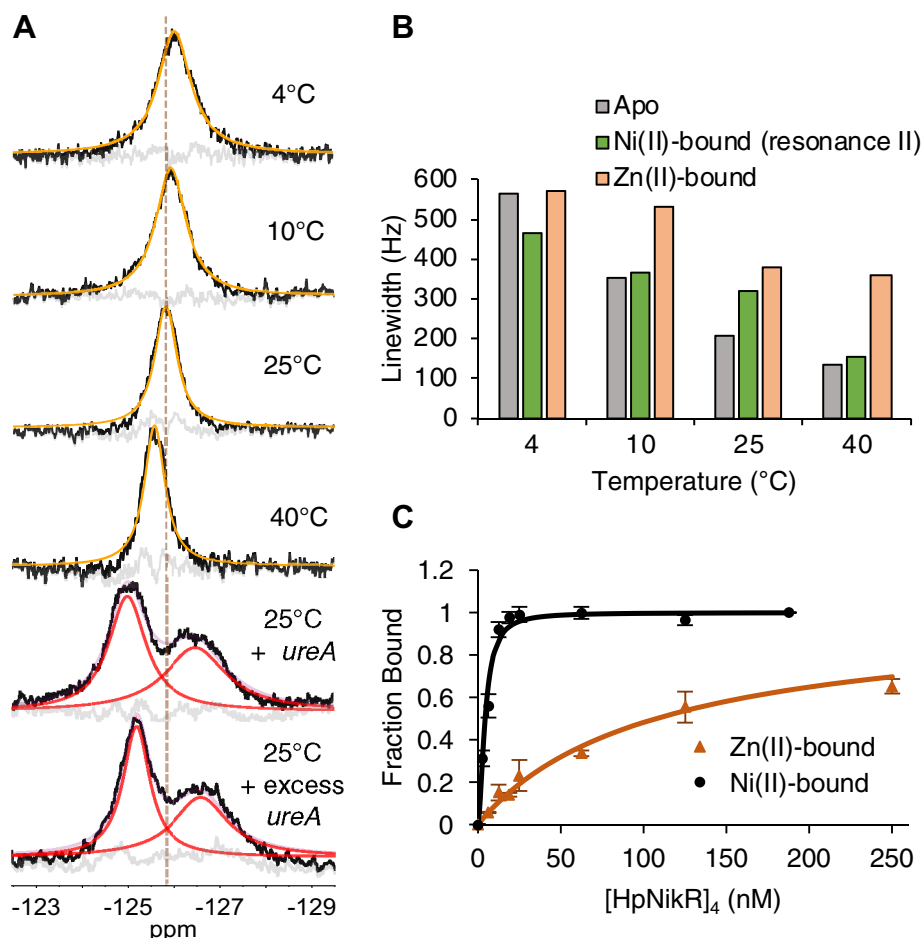 A
4°C
10°C
25°C
40°C
25°C
+ ureA
25°C
+ excess
ureA
-123
-125
-127
-129
ppm
B
Apo
Ni(II)-bound (resonance II)
Zn(II)-bound
600
500
400
300
200
100
0
Linewidth (Hz)
4
10
25
40
Temperature (°C)
C
1.2
1
0.8
0.6
0.4
0.2
0
Fraction Bound
Zn(II)-bound
Ni(II)-bound
0
50
100
150
200
250
[HpNikR]4 (nM)